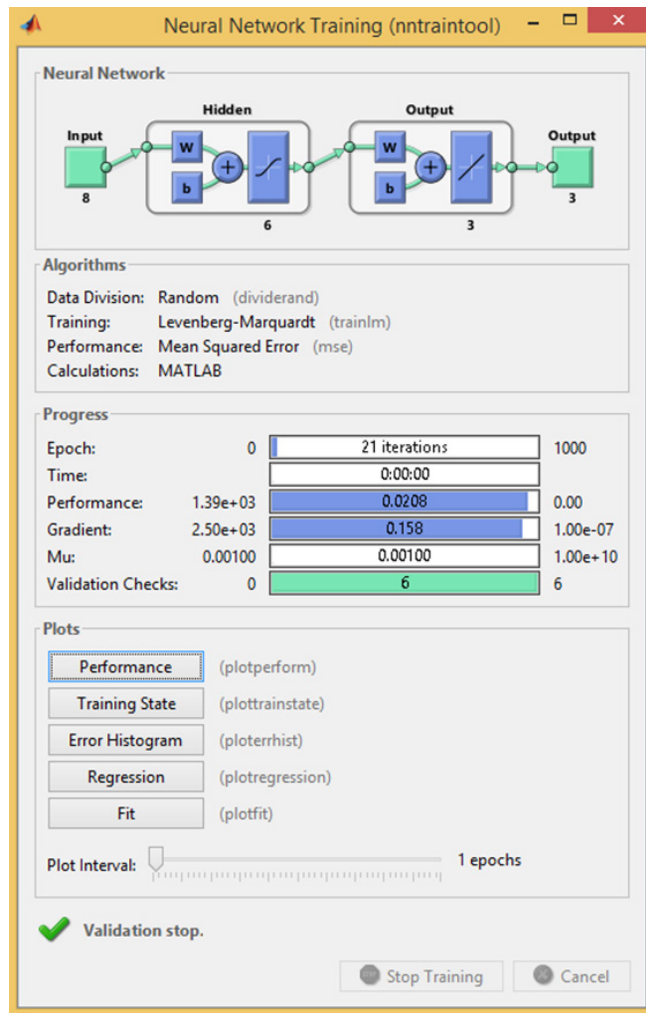 Neural Network Training (nntraintool)
Neural Network
Hidden Output
Input Output
W W
b b
8 6 3 3
Algorithms
Data Division: Random (dividerand)
Training: Levenberg-Marquardt (trainlm)
Performance: Mean Squared Error (mse)
Calculations: MATLAB
Progress
Epoch: 0 21 iterations 1000
Time: 0:00:00
Performance: 1.39e+03 0.0208 0.00
Gradient: 2.50e+03 0.158 1.00e-07
Mu: 0.00100 0.00100 1.00e+10
Validation Checks: 0 6 6
Plots
Performance (plotperform)
Training State (plottrainstate)
Error Histogram (ploterrhist)
Regression (plotregression)
Fit (plotfit)
Plot Interval: 1 epochs
Validation stop.
Stop Training Cancel